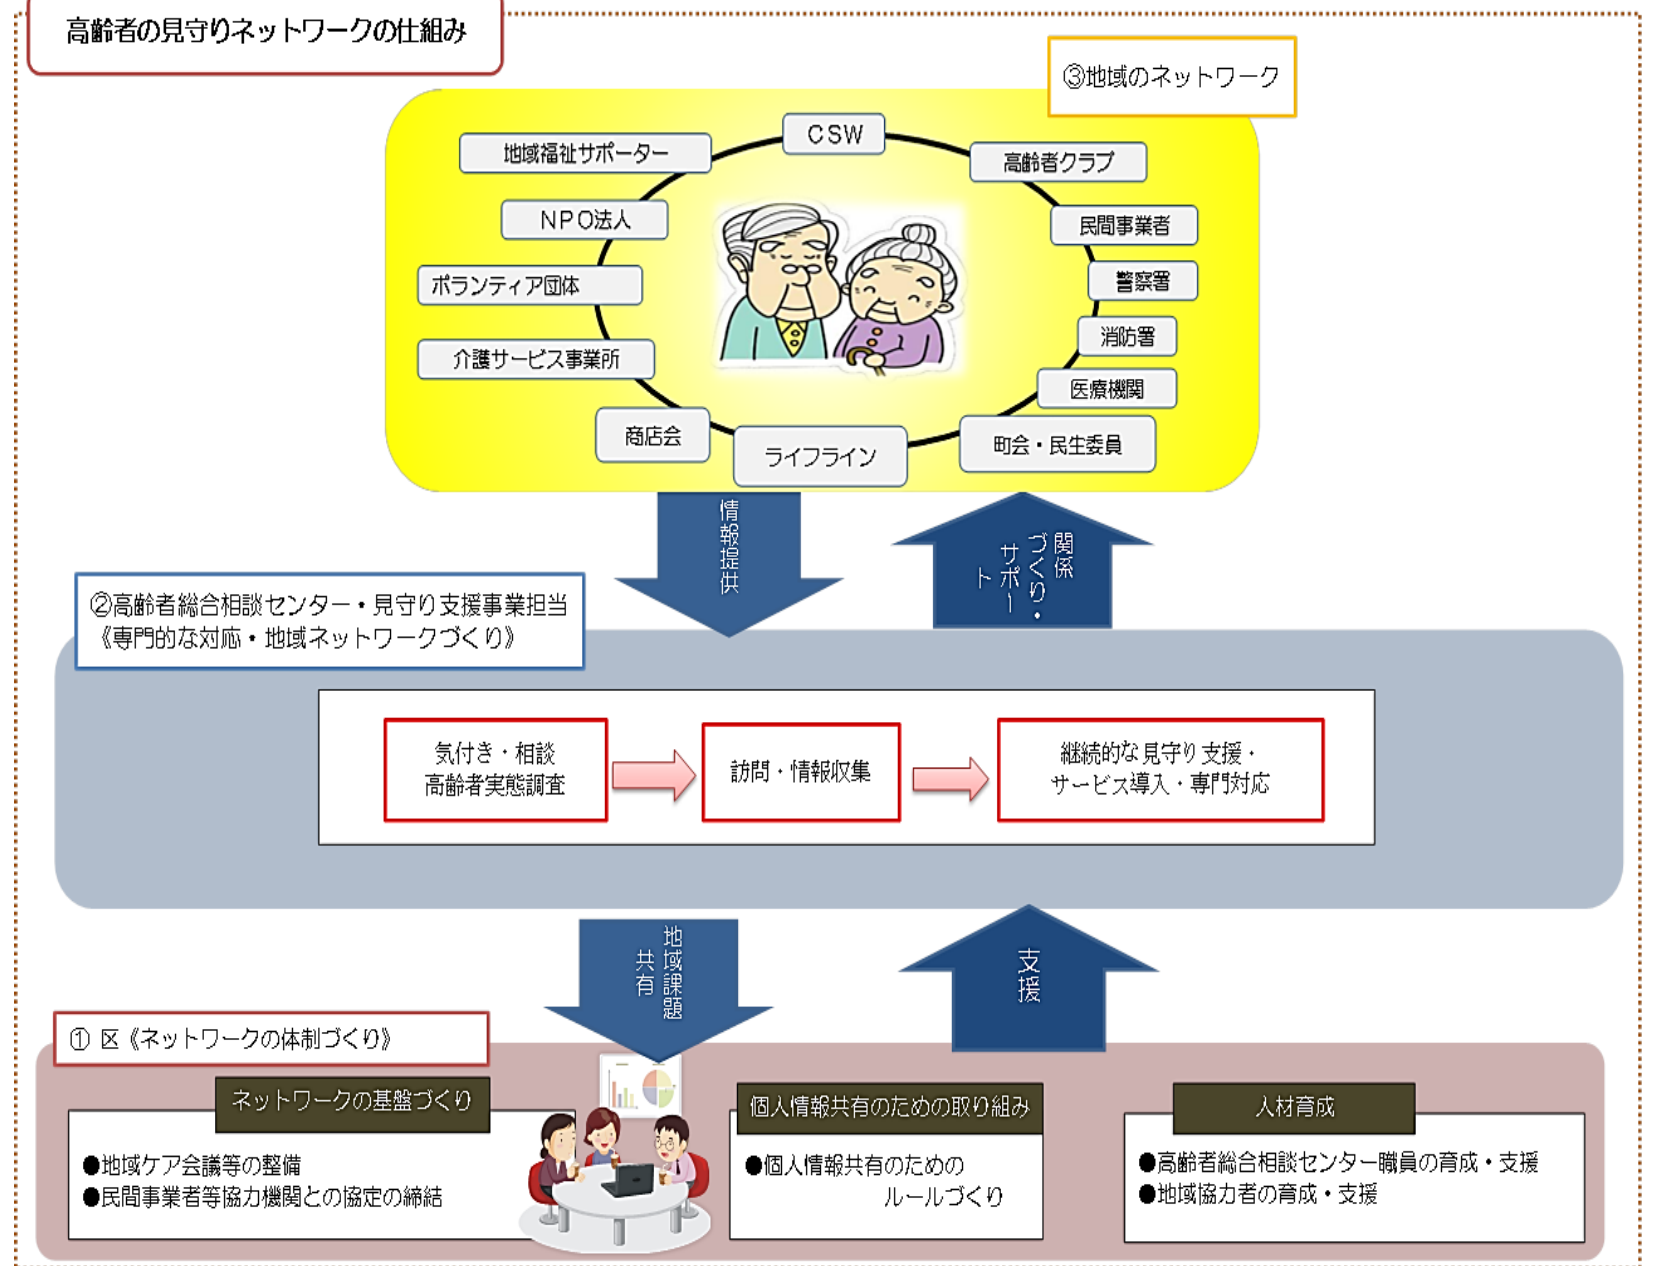 高齢者の見守りネットワークの仕組み
③地域のネットワーク
CSW
地域福祉サポーター
高齢者クラブ
NPO法人
民間事業者
ボランティア団体
警察署
消防署
介護サービス事業所
医療機関
商店会
ライフライン
町会・民生委員
情報提供
関係
づくり・
サポー
ト
②高齢者総合相談センター・見守り支援事業担当
《専門的な対応・地域ネットワークづくり》
気付き・相談
高齢者実態調査
訪問・情報収集
継続的な見守り支援・
サービス導入・専門対応
地域課題
共有
支援
① 区《ネットワークの体制づくり》
ネットワークの基盤づくり
●地域ケア会議等の整備
●民間事業者等協力機関との協定の締結
個人情報共有のための取り組み
●個人情報共有のための
ルールづくり
人材育成
●高齢者総合相談センター職員の育成・支援
●地域協力者の育成・支援